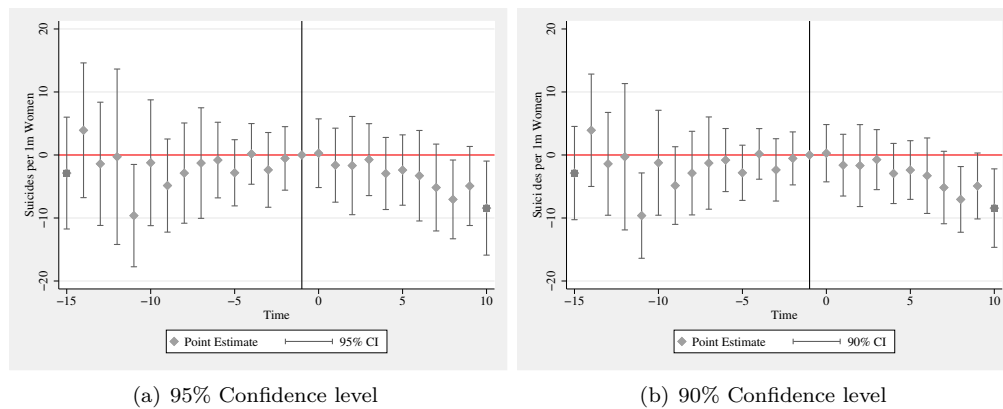 20
10
0
−10
−20
Suicides per 1m Women
−15
−10
−5
0
5
10
Time
Point Estimate
95% CI
(a) 95% Confidence level
20
10
0
−10
−20
Suicides per 1m Women
−15
−10
−5
0
5
10
Time
Point Estimate
90% CI
(b) 90% Confidence level